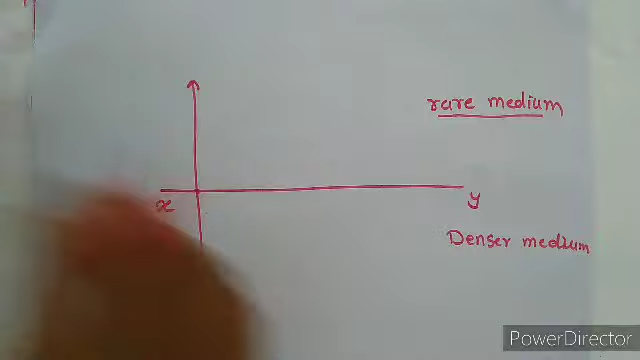 rare medium
x
y
Denser medium
PowerDirector